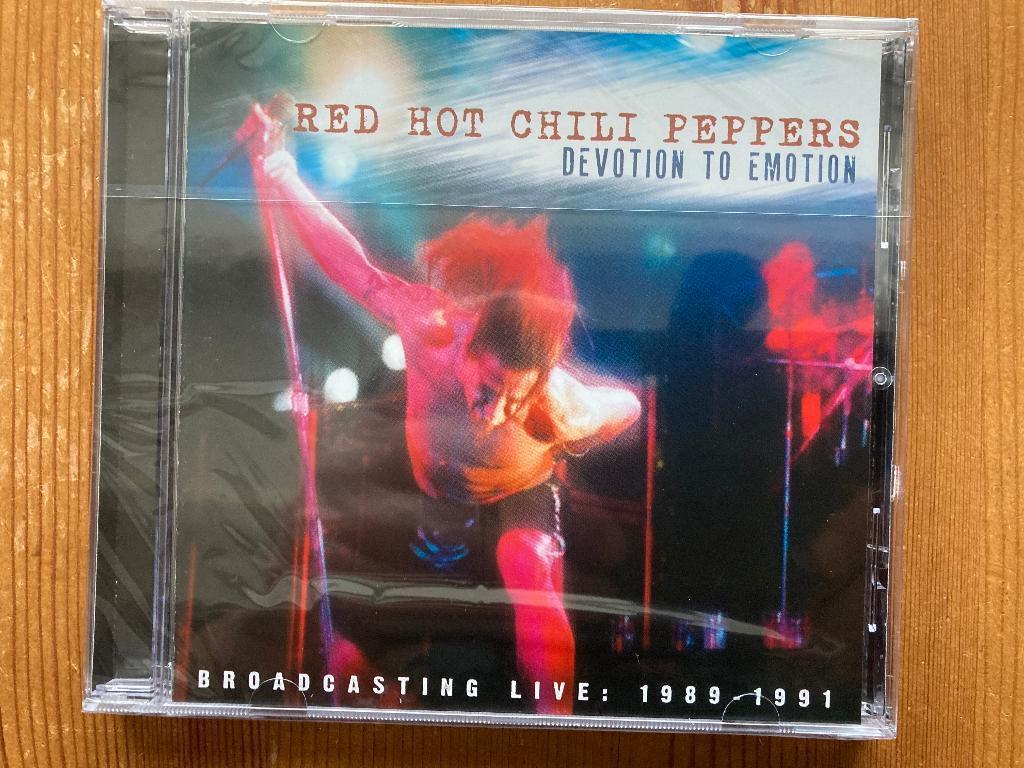 RED HOT CHILI PEPPERS
DEVOTION TO EMOTION
BROADCASTING LIVE: 1989-1991